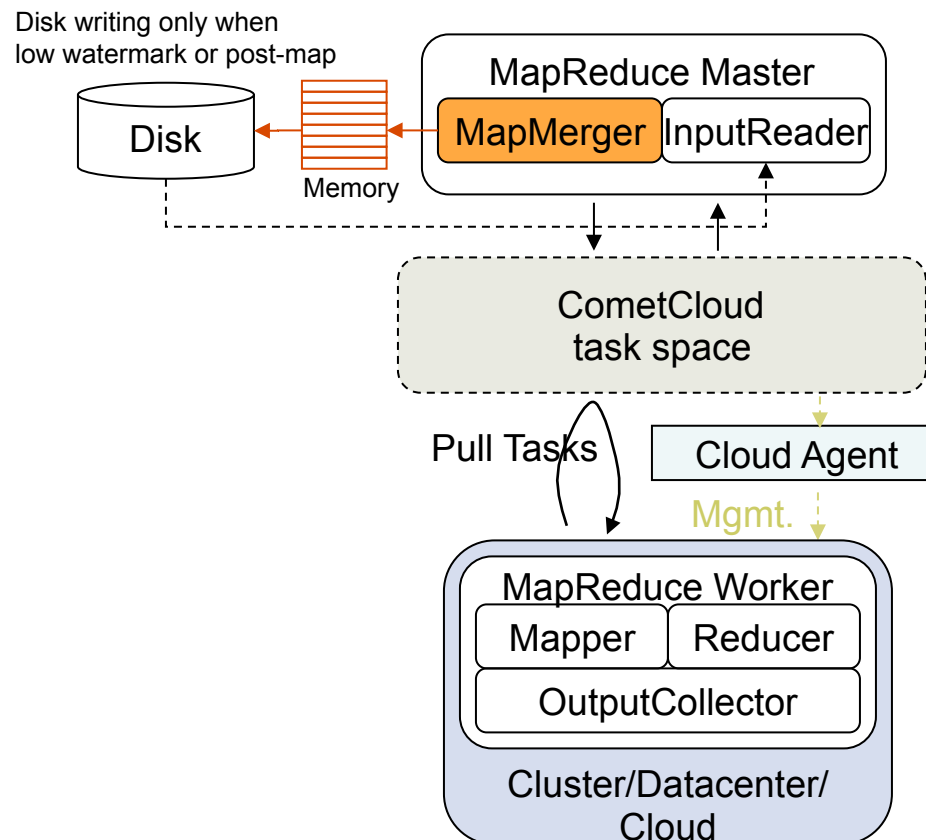 Disk writing only when
low watermark or post-map
MapReduce Master
MapMerger
InputReader
Disk
Memory
CometCloud
task space
Pull Tasks
Cloud Agent
Mgmt.
MapReduce Worker
Mapper
Reducer
OutputCollector
Cluster/Datacenter/
Cloud